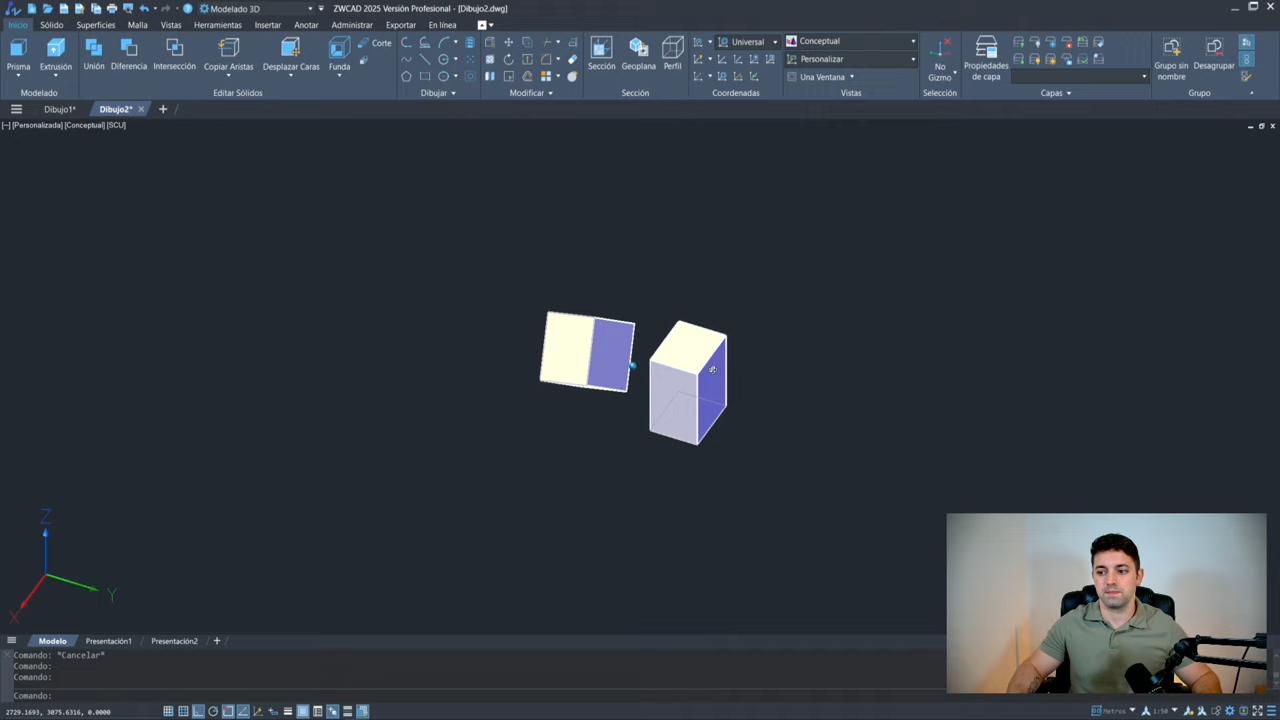 Modelado 3D
ZWCAD 2025 Versión Profesional - [Dibujo2.dwg]
Inicio Sólido Superficies Malla Vistas Herramientas Insertar Anotar Administrar Exportar En línea
Prisma
Extrusión
Modelado
Unión
Diferencia
Intersección
Copiar Aristas
Desplazar Caras
Funda
Corte
Editar Sólidos
Dibujar
Modificar
Sección
Geoplana
Perfil
Sección
Universal
Coordenadas
Conceptual
Personalizar
Una Ventana
Vistas
No Gizmo
Selección
Propiedades de capa
Capas
Grupo sin nombre
Desagrupar
Grupo
Dibujo1*
Dibujo2*
[−] [Personalizada] [Conceptual] [SCU]
Z
Y
X
Modelo Presentación1 Presentación2 +
Comando: *Cancelar*
Comando:
Comando:
Comando:
2729.1693, 3075.6316, 0.0000
Metros
1:50